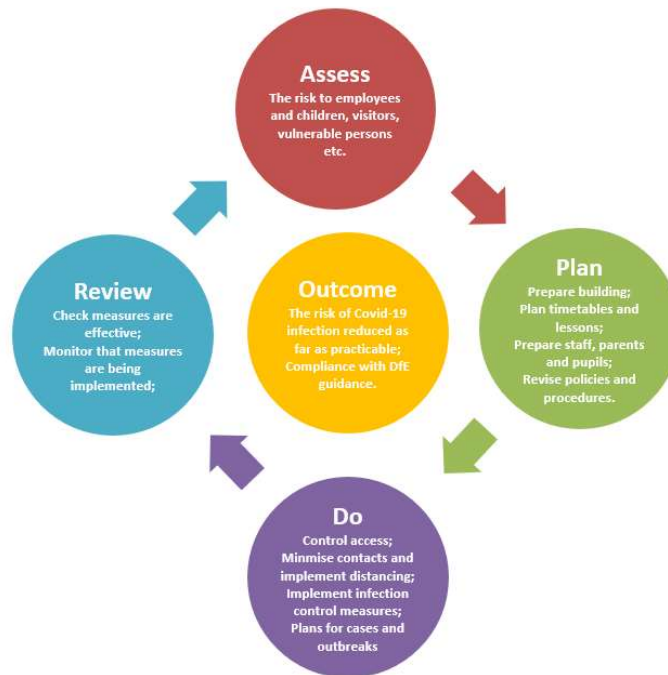 Assess
The risk to employees
and children, visitors,
vulnerable persons
etc.
Plan
Prepare building;
Plan timetables and
lessons;
Prepare staff, parents
and pupils;
Revise policies and
procedures.
Do
Control access;
Minmise contacts and
implement distancing;
Implement infection
control measures;
Plans for cases and
outbreaks
Review
Check measures are
effective;
Monitor that measures
are being
implemented;
Outcome
The risk of Covid-19
infection reduced as
far as practicable;
Compliance with DfE
guidance.